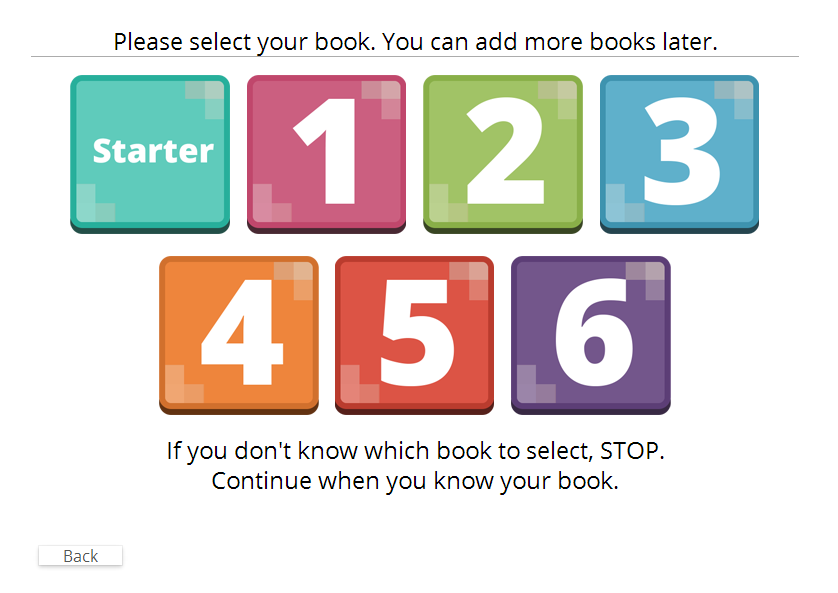 Please select your book. You can add more books later.
Starter
1
2
3
4
5
6
If you don't know which book to select, STOP.
Continue when you know your book.
Back